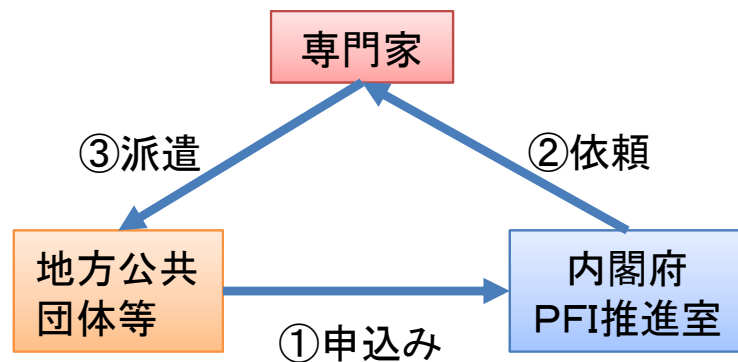 専門家
③派遣
②依頼
地方公共
団体等
内閣府
PFI推進室
①申込み